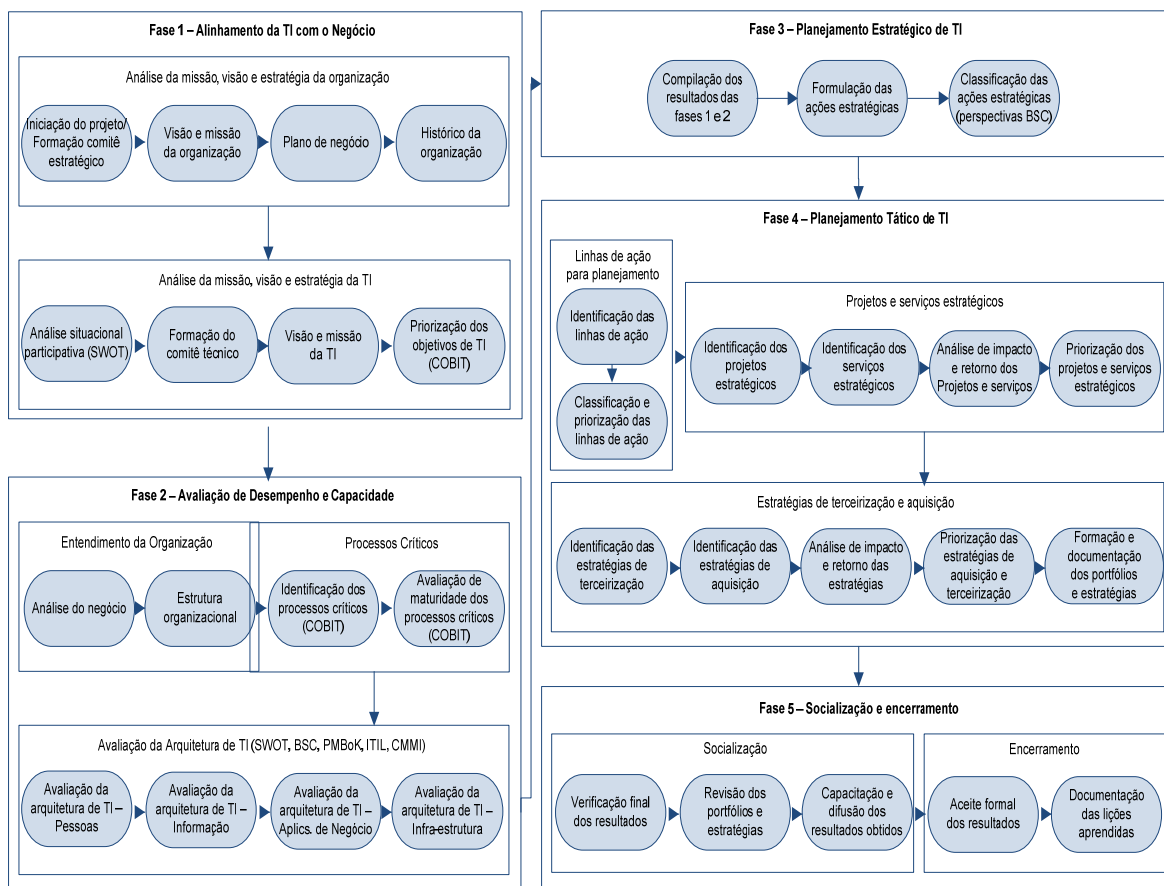 Fase 1 – Alinhamento da TI com o Negócio
Análise da missão, visão e estratégia da organização
Iniciação do projeto/
Formação comitê
estratégico
Visão e missão
da organização
Plano de negócio
Histórico da
organização
Análise da missão, visão e estratégia da TI
Análise situacional
participativa (SWOT)
Formação do
comitê técnico
Visão e missão
da TI
Priorização dos
objetivos de TI
(COBIT)
Fase 2 – Avaliação de Desempenho e Capacidade
Entendimento da Organização
Análise do negócio
Estrutura
organizacional
Processos Críticos
Identificação dos
processos críticos
(COBIT)
Avaliação de
maturidade dos
processos críticos
(COBIT)
Avaliação da Arquitetura de TI (SWOT, BSC, PMBoK, ITIL, CMMI)
Avaliação da
arquitetura de TI –
Pessoas
Avaliação da
arquitetura de TI –
Informação
Avaliação da
arquitetura de TI –
Aplics. de Negócio
Avaliação da
arquitetura de TI –
Infra-estrutura
Fase 3 – Planejamento Estratégico de TI
Compilação dos
resultados das
fases 1 e 2
Formulação das
ações estratégicas
Classificação das
ações estratégicas
(perspectivas BSC)
Fase 4 – Planejamento Tático de TI
Linhas de ação
para planejamento
Identificação das
linhas de ação
Classificação e
priorização das
linhas de ação
Projetos e serviços estratégicos
Identificação dos
projetos
estratégicos
Identificação dos
serviços
estratégicos
Análise de impacto
e retorno dos
Projetos e serviços
Priorização dos
projetos e serviços
estratégicos
Estratégias de terceirização e aquisição
Identificação das
estratégias de
terceirização
Identificação das
estratégias de
aquisição
Análise de impacto
e retorno das
estratégias
Priorização das
estratégias de
aquisição e
terceirização
Formação e
documentação
dos portfólios
e estratégias
Fase 5 – Socialização e encerramento
Socialização
Verificação final
dos resultados
Revisão dos
portfólios e
estratégias
Capacitação e
difusão dos
resultados obtidos
Encerramento
Aceite formal
dos resultados
Documentação
das lições
aprendidas